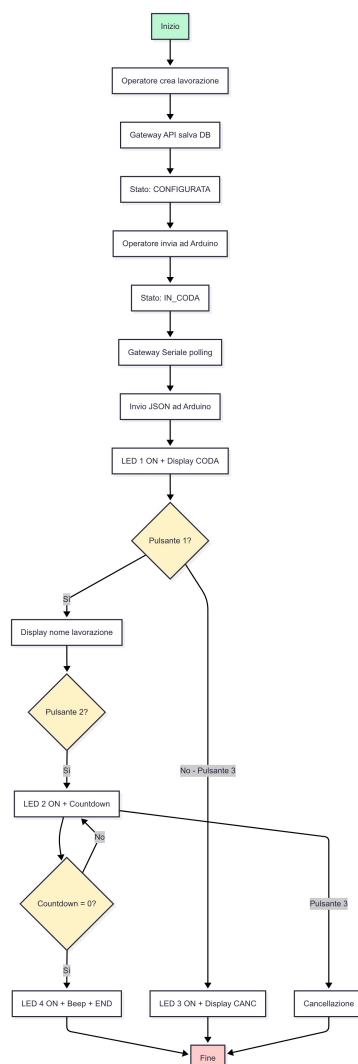 Inizio
Operatore crea lavorazione
Gateway API salva DB
Stato: CONFIGURATA
Operatore invia ad Arduino
Stato: IN_CODA
Gateway Seriale polling
Invio JSON ad Arduino
LED 1 ON + Display CODA
Pulsante 1?
Sì
Display nome lavorazione
Pulsante 2?
Sì
No - Pulsante 3
LED 2 ON + Countdown
No
Countdown = 0?
Pulsante 3
Sì
LED 4 ON + Beep + END
LED 3 ON + Display CANC
Cancellazione
Fine